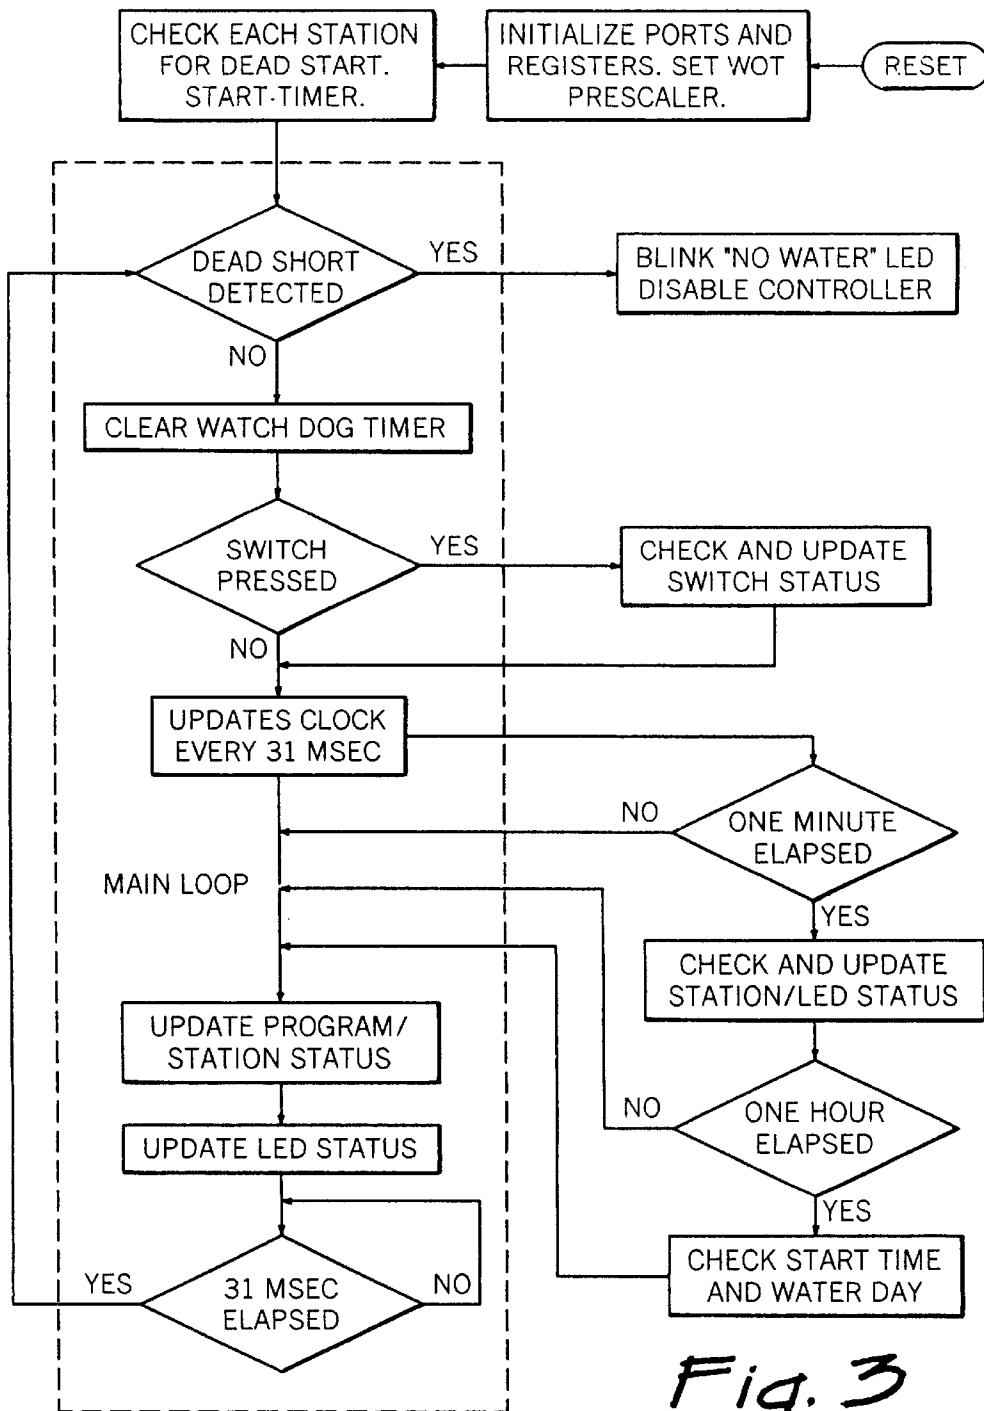 CHECK EACH STATION
FOR DEAD START.
START-TIMER.
INITIALIZE PORTS AND
REGISTERS. SET WOT
PRESCALER.
RESET
DEAD SHORT
DETECTED
YES
BLINK "NO WATER" LED
DISABLE CONTROLLER
NO
CLEAR WATCH DOG TIMER
SWITCH
PRESSED
YES
CHECK AND UPDATE
SWITCH STATUS
NO
UPDATES CLOCK
EVERY 31 MSEC
NO
ONE MINUTE
ELAPSED
MAIN LOOP
YES
CHECK AND UPDATE
STATION/LED STATUS
UPDATE PROGRAM/
STATION STATUS
NO
ONE HOUR
ELAPSED
UPDATE LED STATUS
YES
CHECK START TIME
AND WATER DAY
YES
31 MSEC
ELAPSED
NO
Fig. 3